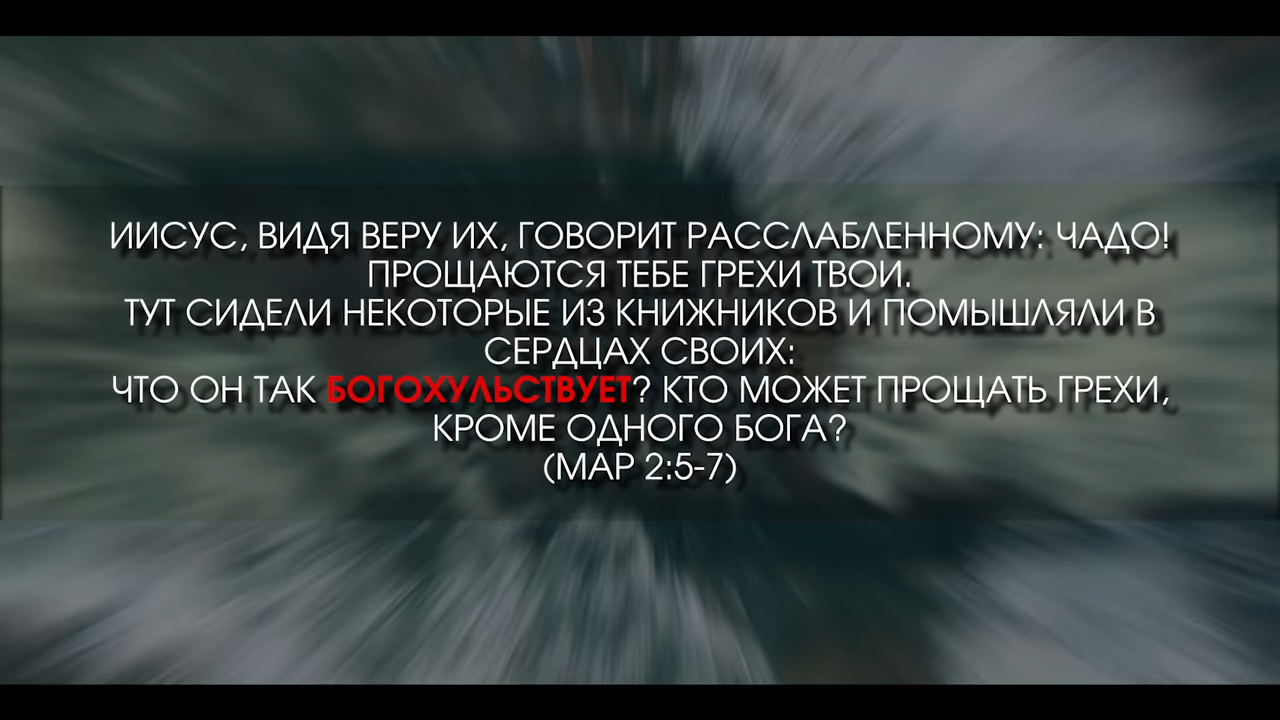 ИИСУС, ВИДЯ ВЕРУ ИХ, ГОВОРИТ РАССЛАБЛЕННОМУ: ЧАДО!
ПРОЩАЮТСЯ ТЕБЕ ГРЕХИ ТВОИ.
ТУТ СИДЕЛИ НЕКОТОРЫЕ ИЗ КНИЖНИКОВ И ПОМЫШЛЯЛИ В
СЕРДЦАХ СВОИХ:
ЧТО ОН ТАК БОГОХУЛЬСТВУЕТ? КТО МОЖЕТ ПРОЩАТЬ ГРЕХИ,
КРОМЕ ОДНОГО БОГА?
(МАР 2:5-7)